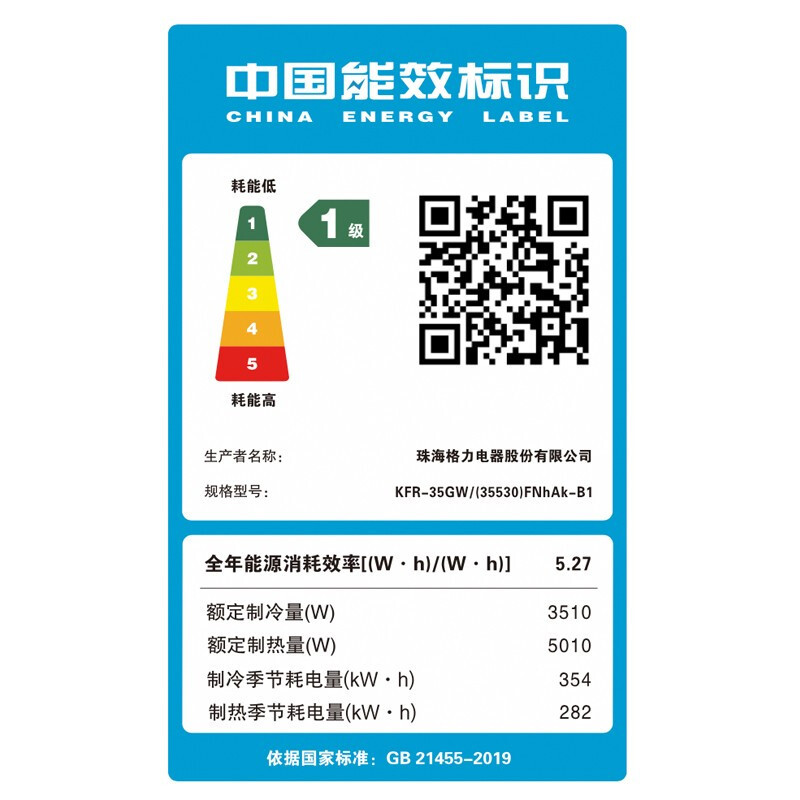 中国能效标识
CHINA ENERGY LABEL
耗能低
1
1级
2
3
4
5
耗能高
生产者名称: 珠海格力电器股份有限公司
规格型号: KFR-35GW/(35530)FNhAk-B1
全年能源消耗效率[(W·h)/(W·h)] 5.27
额定制冷量(W) 3510
额定制热量(W) 5010
制冷季节耗电量(kW·h) 354
制热季节耗电量(kW·h) 282
依据国家标准: GB 21455-2019